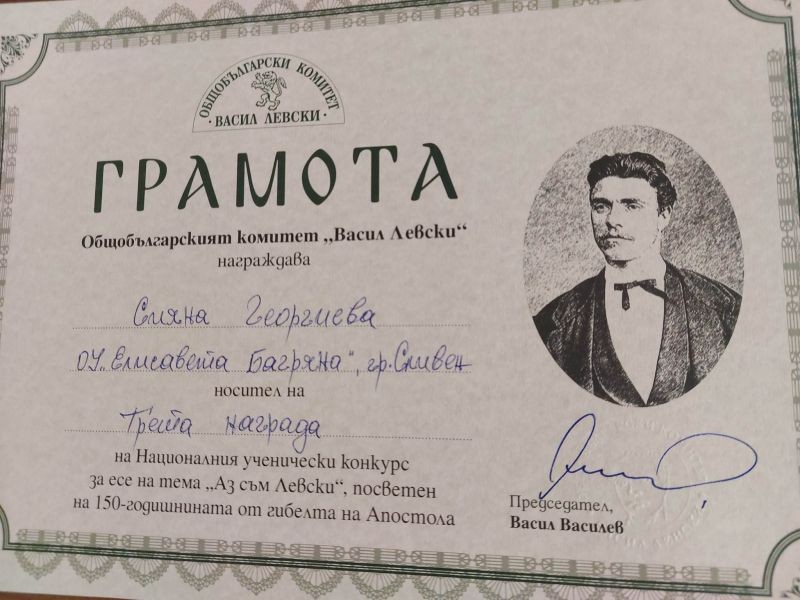 ОБЩОБЪЛГАРСКИ КОМИТЕТ
· ВАСИЛ ЛЕВСКИ ·
ГРАМОТА
Общобългарският комитет „Васил Левски“
награждава
Сияна Георгиева
ОУ „Елисавета Багряна“, гр. Сливен
носител на
Трета награда
на Националния ученически конкурс
за есе на тема „Аз съм Левски“, посветен
на 150-годишнината от гибелта на Апостола
Председател,
Васил Василев